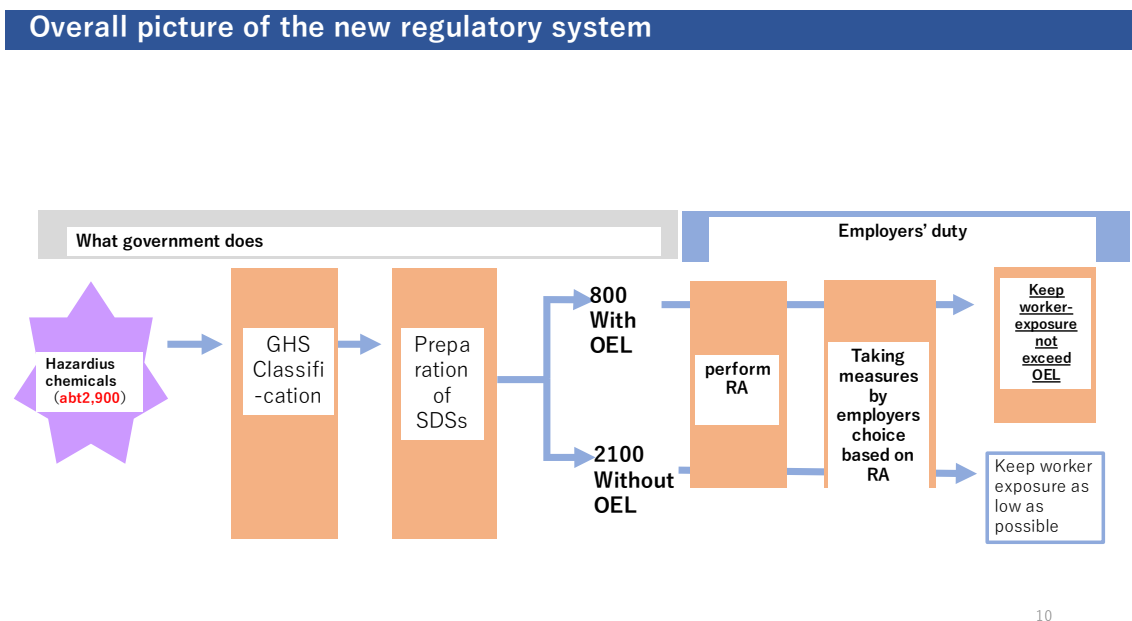 Overall picture of the new regulatory system
What government does
Employers’ duty
Hazardius
chemicals
（abt2,900）
GHS
Classifi
-cation
Prepa
ration
of
SDSs
800
With
OEL
2100
Without
OEL
perform
RA
Taking
measures
by
employers
choice
based on
RA
Keep
worker-
exposure
not
exceed
OEL
Keep worker
exposure as
low as
possible
10